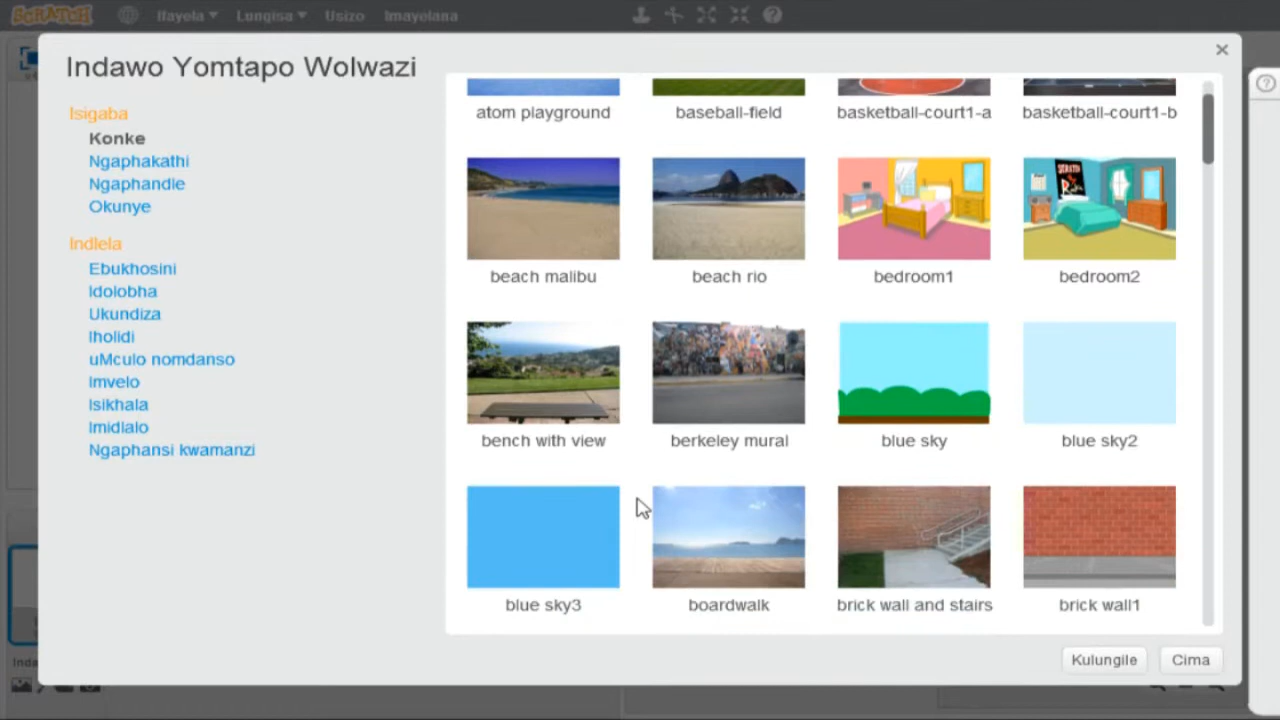 SCRATCH Ifayela Lungisa Usizo Imayelana
Indawo Yomtapo Wolwazi
Isigaba
Konke
Ngaphakathi
Ngaphandle
Okunye
Indlela
Ebukhosini
Idolobha
Ukundiza
Iholidi
uMculo nomdanso
Imvelo
Isikhala
Imidlalo
Ngaphansi kwamanzi
atom playground baseball-field basketball-court1-a basketball-court1-b
beach malibu beach rio bedroom1 bedroom2
bench with view berkeley mural blue sky blue sky2
blue sky3 boardwalk brick wall and stairs brick wall1
Kulungile Cima
Inda